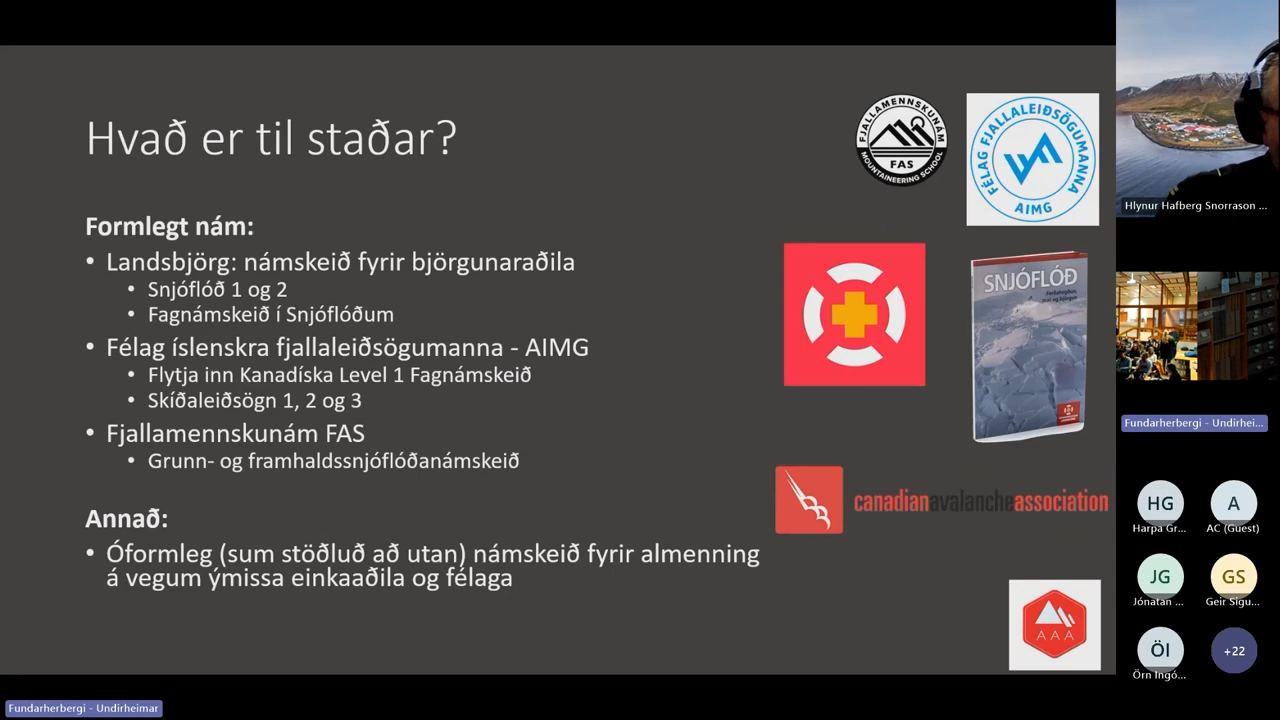 Hvað er til staðar?
Formlegt nám:
• Landsbjörg: námskeið fyrir björgunaraðila
• Snjóflóð 1 og 2
• Fagnámskeið í Snjóflóðum
• Félag íslenskra fjallaleiðsögumanna - AIMG
• Flytja inn Kanadíska Level 1 Fagnámskeið
• Skíðaleiðsögn 1, 2 og 3
• Fjallamennskunám FAS
• Grunn- og framhaldssnjóflóðanámskeið
Annað:
• Óformleg (sum stöðluð að utan) námskeið fyrir almenning
á vegum ýmissa einkaaðila og félaga
FJALLAMENNSKUNÁM
FAS
MOUNTAINEERING SCHOOL
FÉLAG FJALLALEIÐSÖGUMANNA
AIMG
SNJÓFLÓÐ
canadianavalancheassociation
AAA
Hlynur Hafberg Snorrason ...
Fundarherbergi - Undirhei...
HG
Harpa Gr...
A
AC (Guest)
JG
Jónatan ...
GS
Geir Sigu...
ÖI
Örn Ingó...
+22
Fundarherbergi - Undirheimar